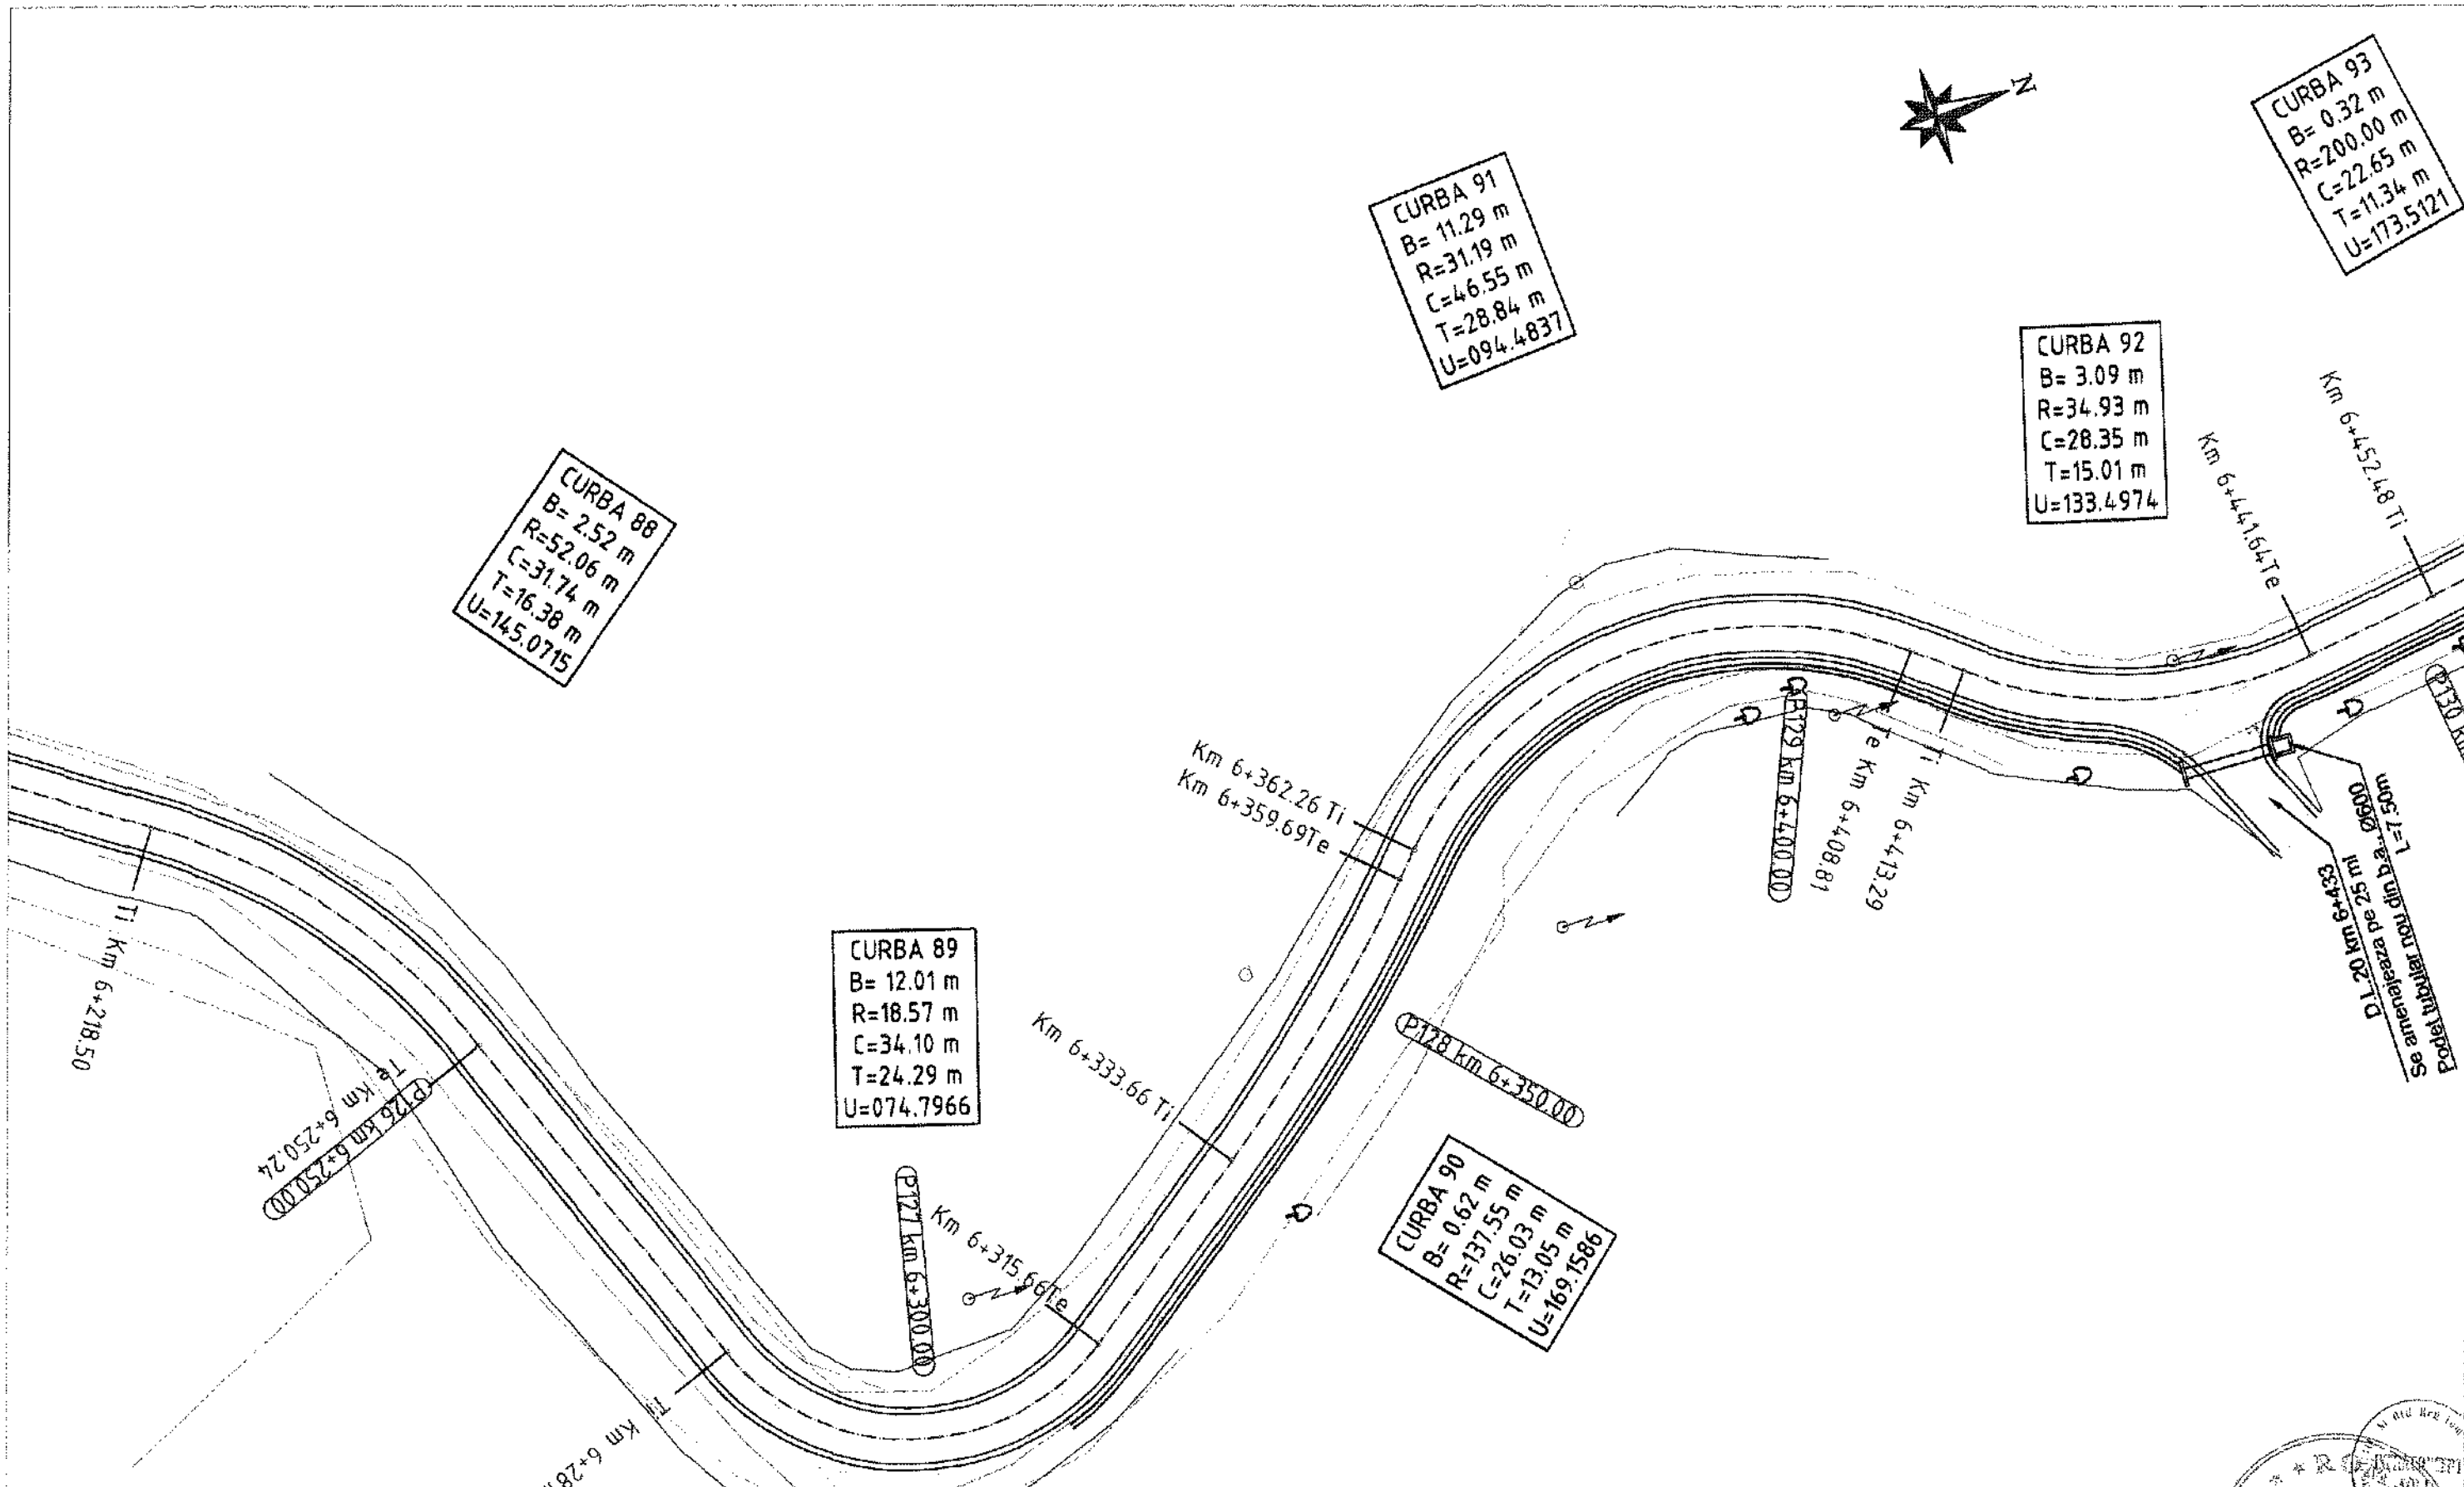 N
CURBA 93
B= 0.32 m
R=200.00 m
C=22.65 m
T=11.34 m
U=173.5121
CURBA 91
B= 11.29 m
R=31.19 m
C=46.55 m
T=28.84 m
U=094.4837
CURBA 92
B= 3.09 m
R=34.93 m
C=28.35 m
T=15.01 m
U=133.4974
Km 6+452.48 Ti
Km 6+441.64Te
CURBA 88
B= 2.52 m
R=52.06 m
C=31.74 m
T=16.38 m
U=145.0715
Km 6+362.26 Ti
Km 6+359.69Te
P129 km 6+400.00
Te Km 6+408.81
Ti Km 6+413.29
P130
D.L.20 km 6+433
Se amenajeaza pe 25 ml
Podet tubular nou din b.a., Ø600
L=7.50m
Ti Km 6+218.50
CURBA 89
B= 12.01 m
R=18.57 m
C=34.10 m
T=24.29 m
U=074.7966
Km 6+333.66 Ti
P128 km 6+350.00
Te Km 6+250.24
P126 km 6+250.00
P127 km 6+300.00
Km 6+315.66Te
CURBA 90
B= 0.62 m
R=137.55 m
C=26.03 m
T=13.05 m
U=169.1586
Ti Km 6+281